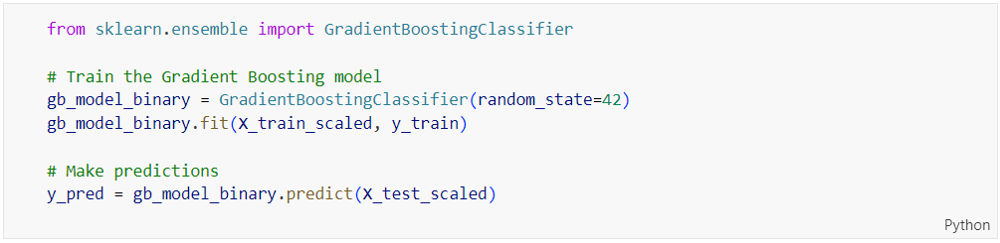 from sklearn.ensemble import GradientBoostingClassifier
# Train the Gradient Boosting model
gb_model_binary = GradientBoostingClassifier(random_state=42)
gb_model_binary.fit(X_train_scaled, y_train)
# Make predictions
y_pred = gb_model_binary.predict(X_test_scaled)
Python